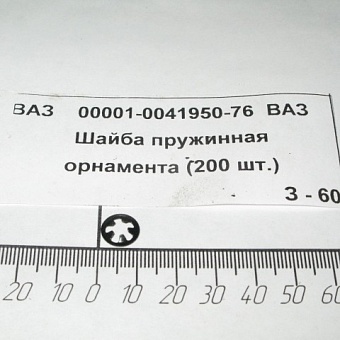 ВАЗ 00001-0041950-76 ВАЗ
Шайба пружинная
орнамента (200 шт.)
З - 60
20 10 0 10 20 30 40 50 60